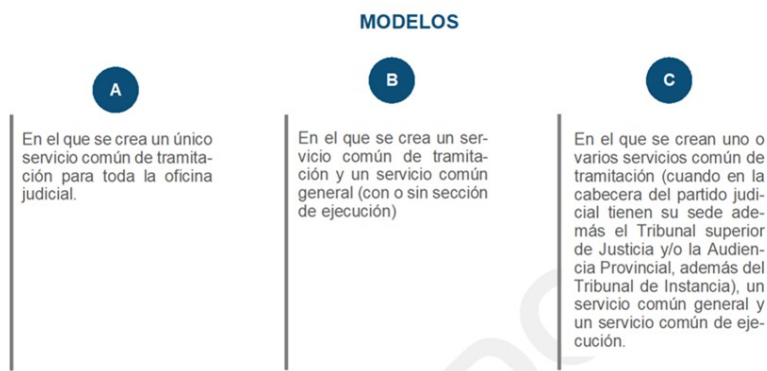 MODELOS
A
En el que se crea un único
servicio común de tramita-
ción para toda la oficina
judicial.
B
En el que se crea un ser-
vicio común de tramita-
ción y un servicio común
general (con o sin sección
de ejecución)
C
En el que se crean uno o
varios servicios común de
tramitación (cuando en la
cabecera del partido judi-
cial tienen su sede ade-
más el Tribunal superior
de Justicia y/o la Audien-
cia Provincial, además del
Tribunal de Instancia), un
servicio común general y
un servicio común de eje-
cución.